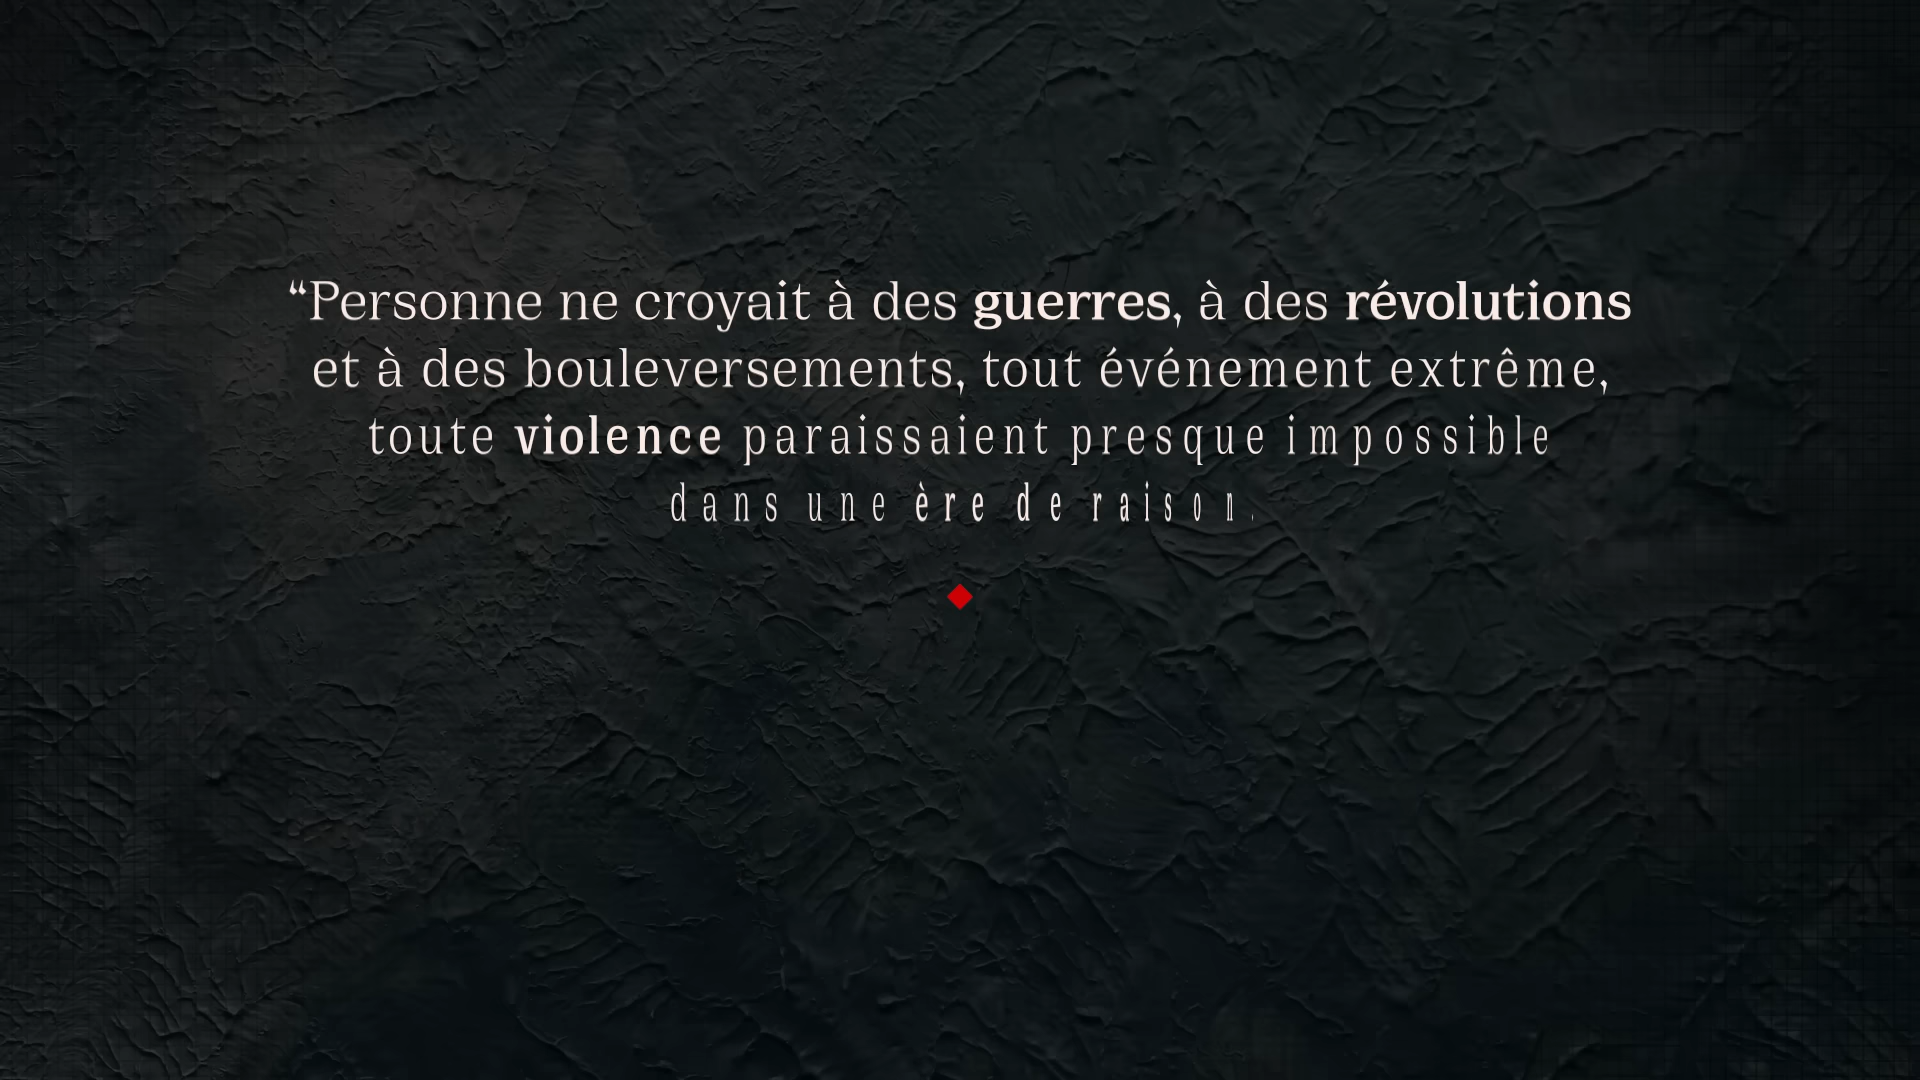 “Personne ne croyait à des guerres, à des révolutions
et à des bouleversements, tout événement extrême,
toute violence paraissaient presque impossible
dans une ère de raison.